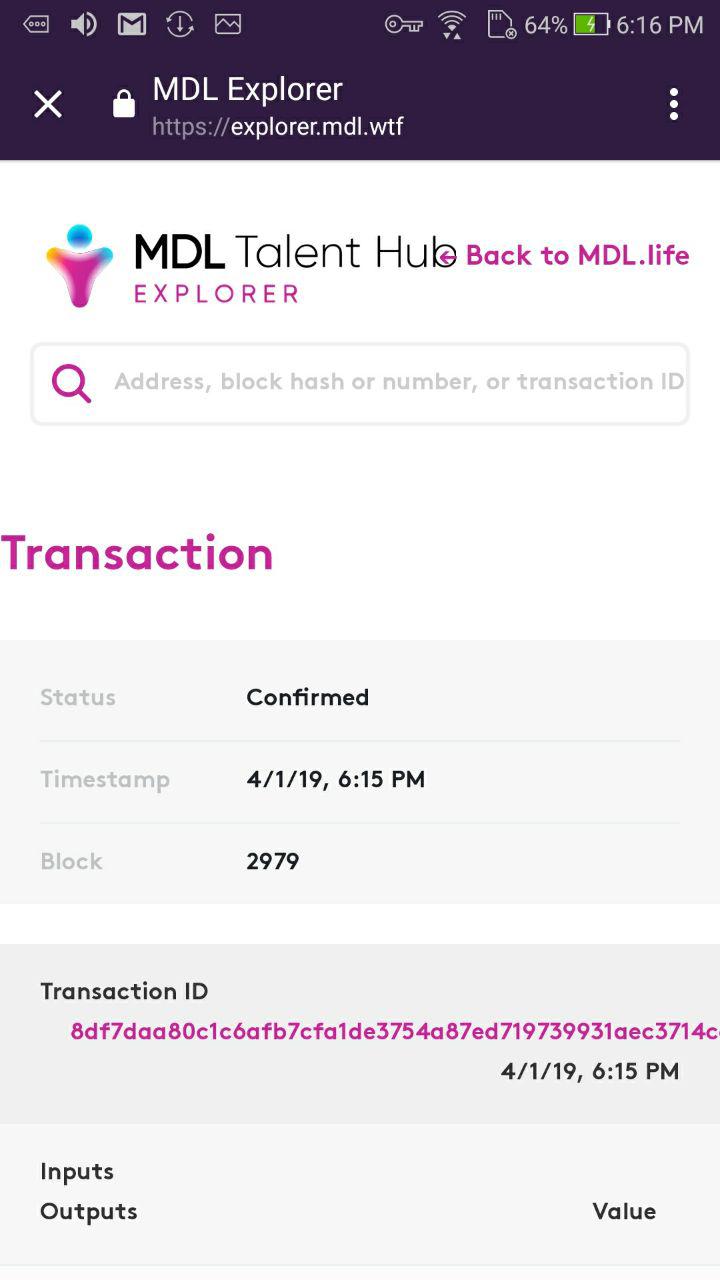 64% 6:16 PM
MDL Explorer
https://explorer.mdl.wtf
MDL Talent Hub
EXPLORER
← Back to MDL.life
Address, block hash or number, or transaction ID
Transaction
Status Confirmed
Timestamp 4/1/19, 6:15 PM
Block 2979
Transaction ID
8df7daa80c1c6afb7cfa1de3754a87ed719739931aec3714c
4/1/19, 6:15 PM
Inputs
Outputs Value